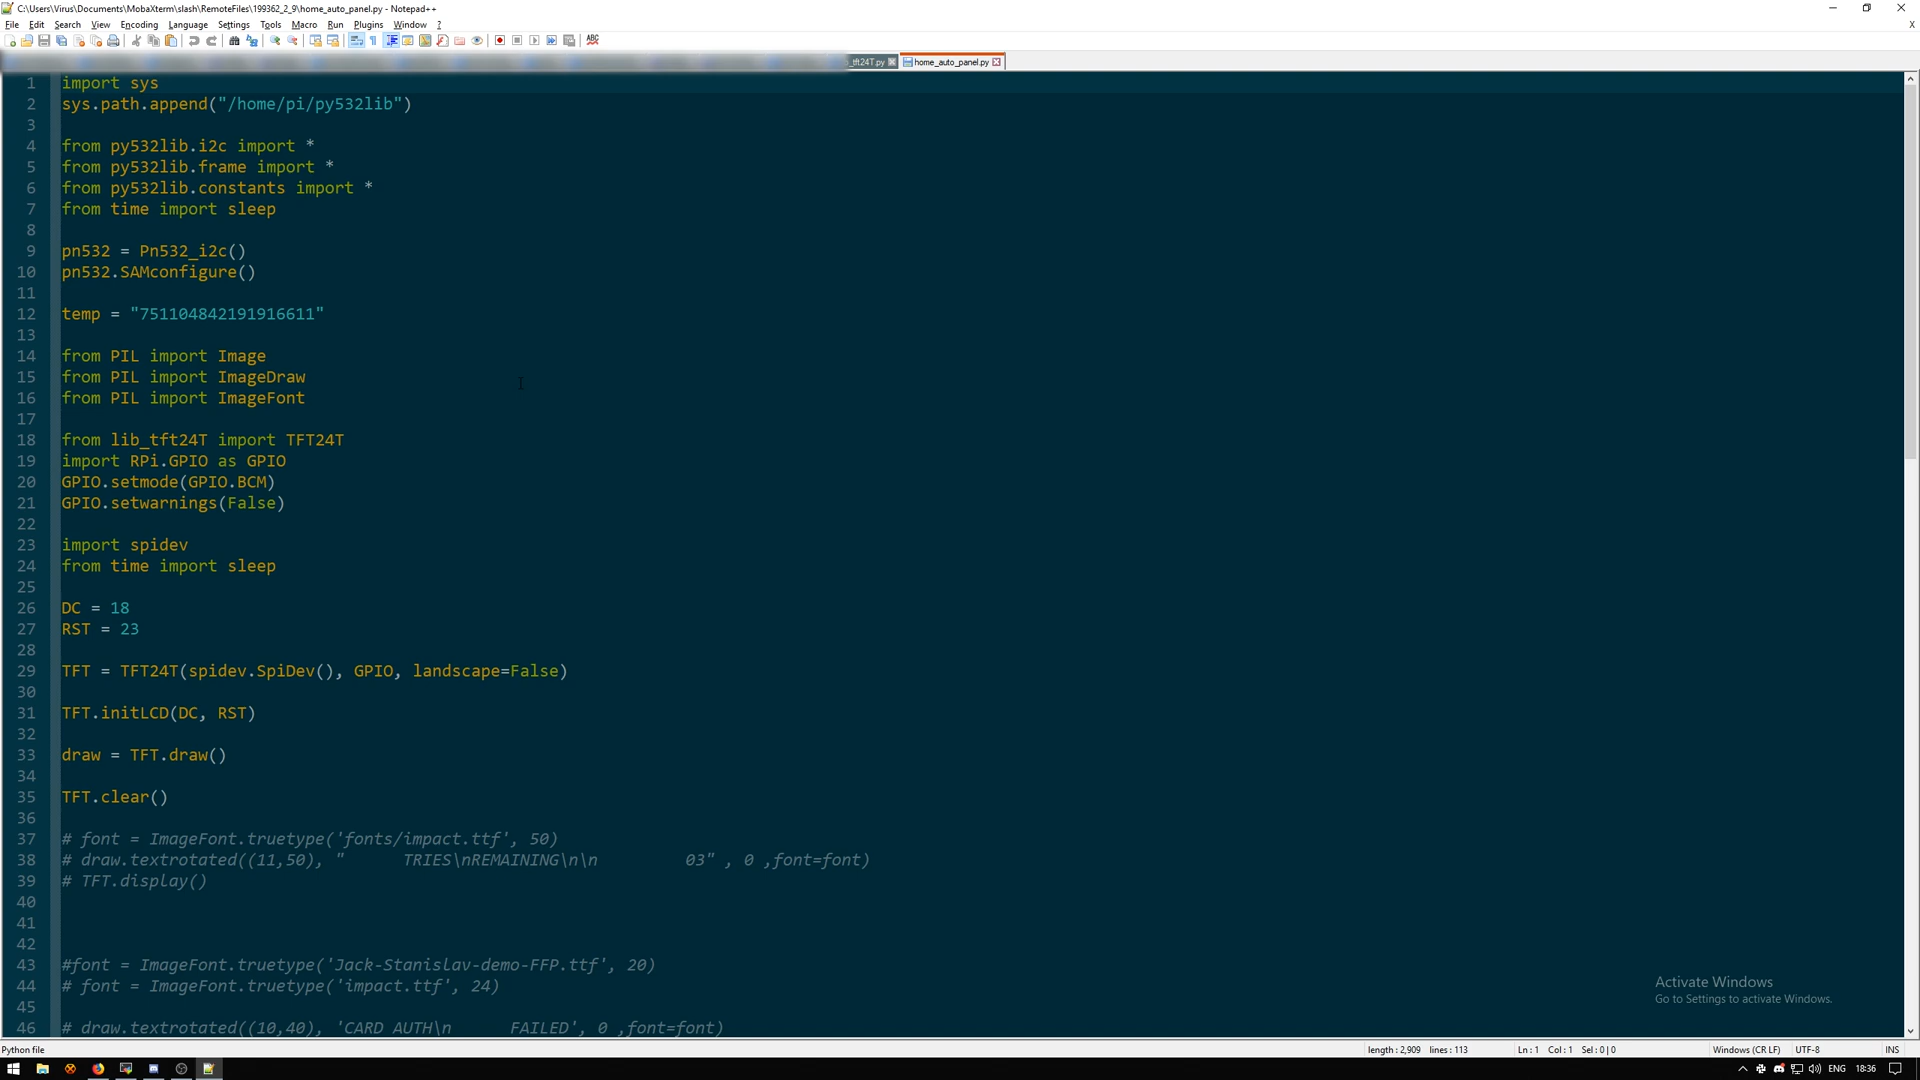 C:\Users\Virus\Documents\MobaXterm\slash\RemoteFiles\199362_2_9\home_auto_panel.py - Notepad++
File Edit Search View Encoding Language Settings Tools Macro Run Plugins Window ?
X
_tft24T.py home_auto_panel.py
1 import sys
2 sys.path.append("/home/pi/py532lib")
3
4 from py532lib.i2c import *
5 from py532lib.frame import *
6 from py532lib.constants import *
7 from time import sleep
8
9 pn532 = Pn532_i2c()
10 pn532.SAMconfigure()
11
12 temp = "751104842191916611"
13
14 from PIL import Image
15 from PIL import ImageDraw
16 from PIL import ImageFont
17
18 from lib_tft24T import TFT24T
19 import RPi.GPIO as GPIO
20 GPIO.setmode(GPIO.BCM)
21 GPIO.setwarnings(False)
22
23 import spidev
24 from time import sleep
25
26 DC = 18
27 RST = 23
28
29 TFT = TFT24T(spidev.SpiDev(), GPIO, landscape=False)
30
31 TFT.initLCD(DC, RST)
32
33 draw = TFT.draw()
34
35 TFT.clear()
36
37 # font = ImageFont.truetype('fonts/impact.ttf', 50)
38 # draw.textrotated((11,50), "      TRIES\nREMAINING\n\n         03" , 0 ,font=font)
39 # TFT.display()
40
41
42
43 #font = ImageFont.truetype('Jack-Stanislav-demo-FFP.ttf', 20)
44 # font = ImageFont.truetype('impact.ttf', 24)
45
46 # draw.textrotated((10,40), 'CARD AUTH\n      FAILED', 0 ,font=font)
Activate Windows
Go to Settings to activate Windows.
Python file length : 2,909 lines : 113 Ln : 1 Col : 1 Sel : 0 | 0 Windows (CR LF) UTF-8 INS
ENG 18:36